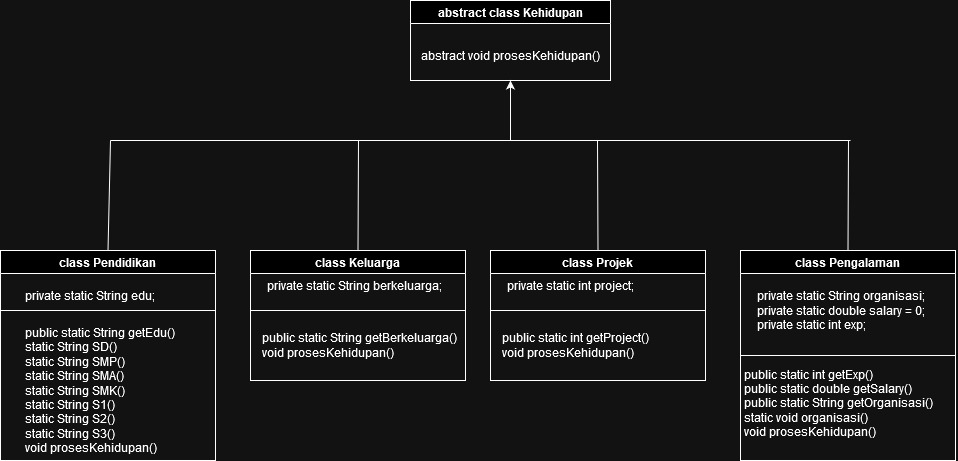 abstract class Kehidupan
abstract void prosesKehidupan()
class Pendidikan
private static String edu;
public static String getEdu()
static String SD()
static String SMP()
static String SMA()
static String SMK()
static String S1()
static String S2()
static String S3()
void prosesKehidupan()
class Keluarga
private static String berkeluarga;
public static String getBerkeluarga()
void prosesKehidupan()
class Projek
private static int project;
public static int getProject()
void prosesKehidupan()
class Pengalaman
private static String organisasi;
private static double salary = 0;
private static int exp;
public static int getExp()
public static double getSalary()
public static String getOrganisasi()
static void organisasi()
void prosesKehidupan()